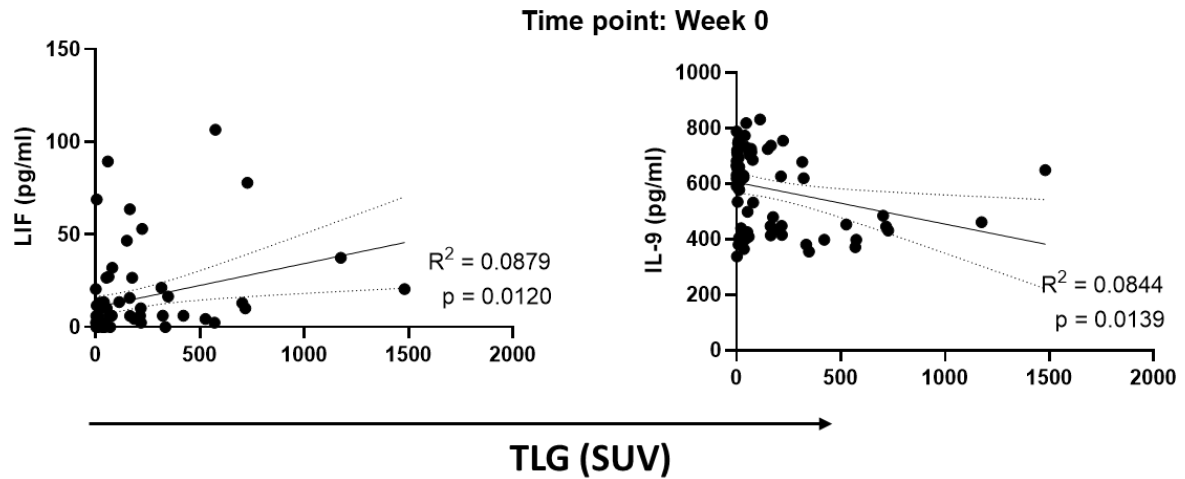 Time point: Week 0
LIF (pg/ml)
150
100
50
0
0 500 1000 1500 2000
R² = 0.0879
p = 0.0120
IL-9 (pg/ml)
1000
800
600
400
200
0
0 500 1000 1500 2000
R² = 0.0844
p = 0.0139
TLG (SUV)